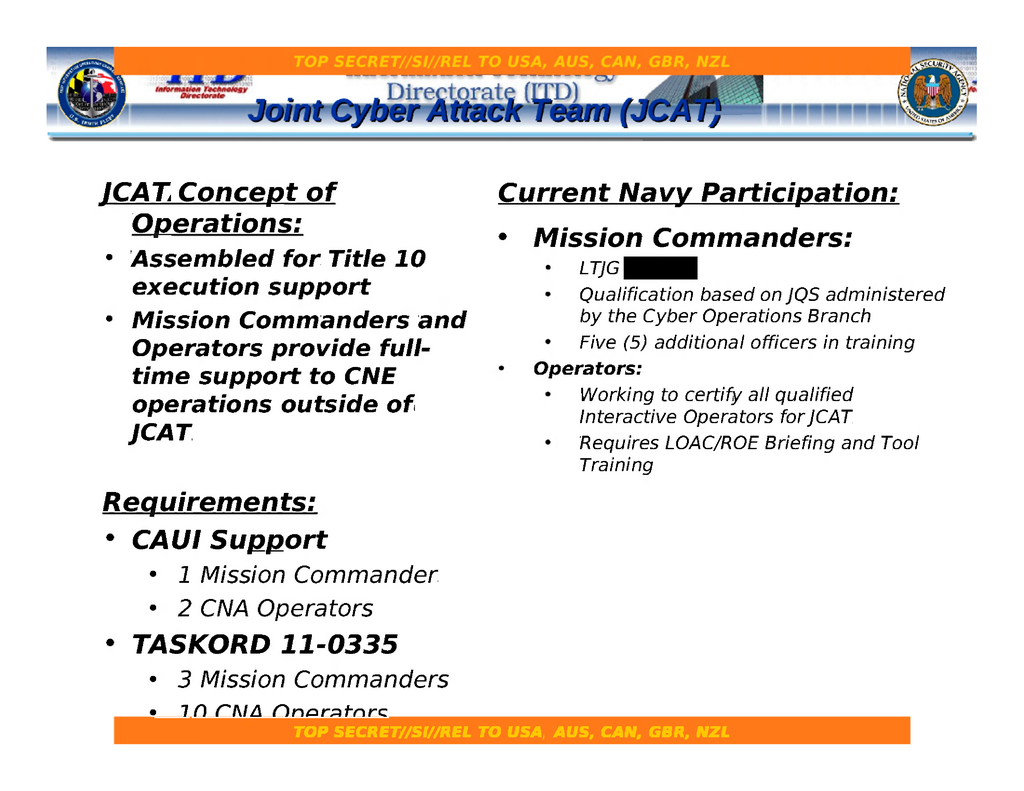 TOP SECRET//SI//REL TO USA, AUS, CAN, GBR, NZL
Information Technology
Directorate
Information Technology
Directorate (ITD)
Joint Cyber Attack Team (JCAT)
NATIONAL SECURITY AGENCY
JCAT Concept of
Operations:
• Assembled for Title 10
execution support
• Mission Commanders and
Operators provide full-
time support to CNE
operations outside of
JCAT
Requirements:
• CAUI Support
• 1 Mission Commander
• 2 CNA Operators
• TASKORD 11-0335
• 3 Mission Commanders
• 10 CNA Operators
Current Navy Participation:
• Mission Commanders:
• LTJG
• Qualification based on JQS administered
by the Cyber Operations Branch
• Five (5) additional officers in training
• Operators:
• Working to certify all qualified
Interactive Operators for JCAT
• Requires LOAC/ROE Briefing and Tool
Training
TOP SECRET//SI//REL TO USA, AUS, CAN, GBR, NZL